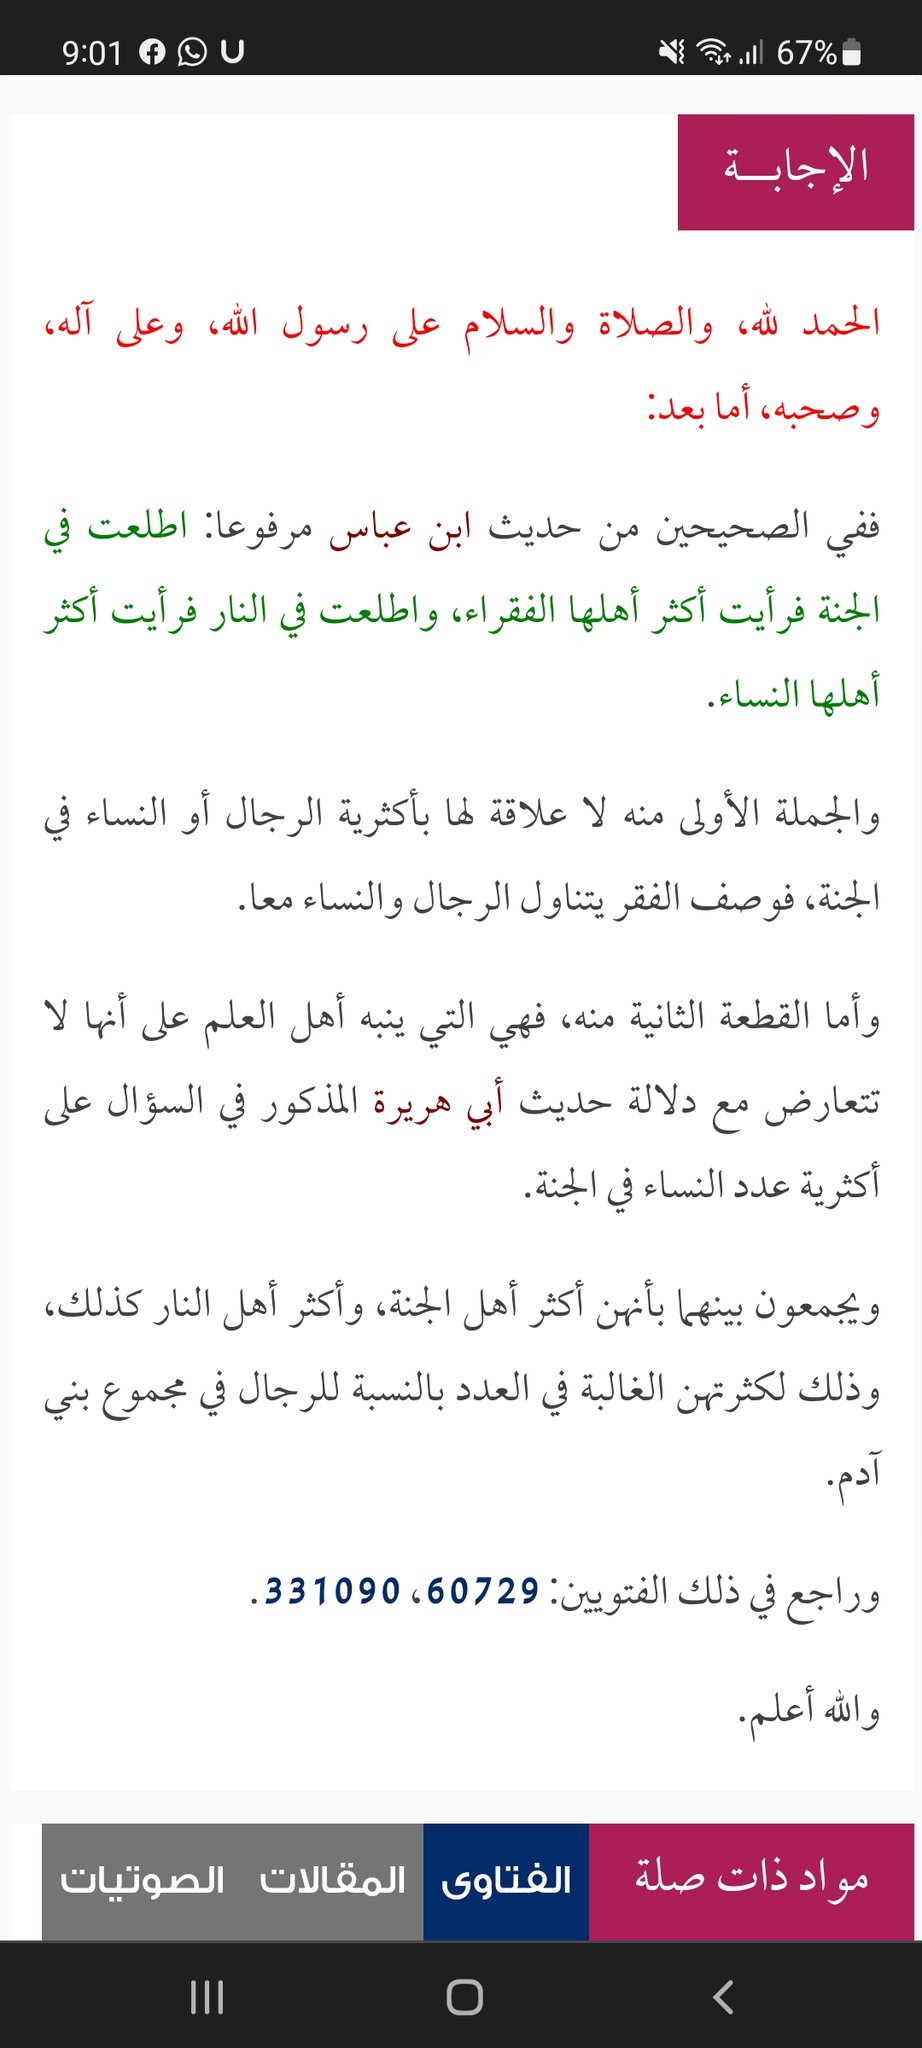 9:01
67%
الإجابــة
الحمد لله، والصلاة والسلام على رسول الله، وعلى آله،
وصحبه، أما بعد:
ففي الصحيحين من حديث ابن عباس مرفوعا: اطلعت في
الجنة فرأيت أكثر أهلها الفقراء، واطلعت في النار فرأيت أكثر
أهلها النساء.
والجملة الأولى منه لا علاقة لها بأكثرية الرجال أو النساء في
الجنة، فوصف الفقر يتناول الرجال والنساء معا.
وأما القطعة الثانية منه، فهي التي ينبه أهل العلم على أنها لا
تتعارض مع دلالة حديث أبي هريرة المذكور في السؤال على
أكثرية عدد النساء في الجنة.
ويجمعون بينهما بأنهن أكثر أهل الجنة، وأكثر أهل النار كذلك،
وذلك لكثرتهن الغالبة في العدد بالنسبة للرجال في مجموع بني
آدم.
وراجع في ذلك الفتويين: 60729، 331090.
والله أعلم.
مواد ذات صلة الفتاوى المقالات الصوتيات